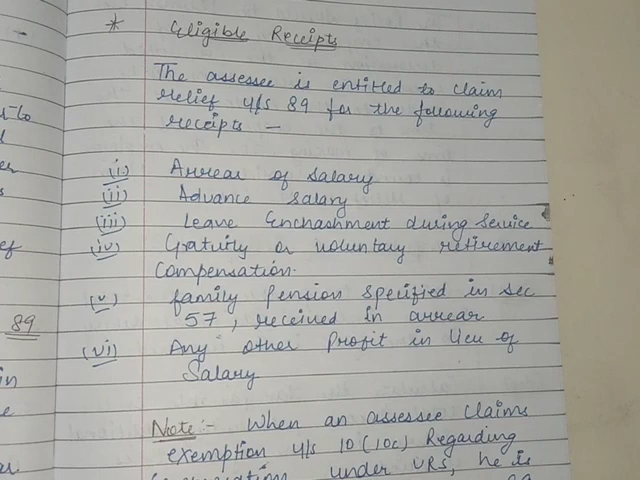 * Eligible Receipts
The assessee is entitled to claim
relief u/s 89 for the following
receipts —
(i) Arrear of salary
(ii) Advance salary
(iii) Leave Enchashment during service
(iv) Gratuity or voluntary retirement
compensation.
(v) family Pension specified in sec
57, received in arrear
(vi) Any other Profit in lieu of
Salary
89
Note:- When an assessee claims
exemption u/s 10(10c) Regarding
under VRS, he is